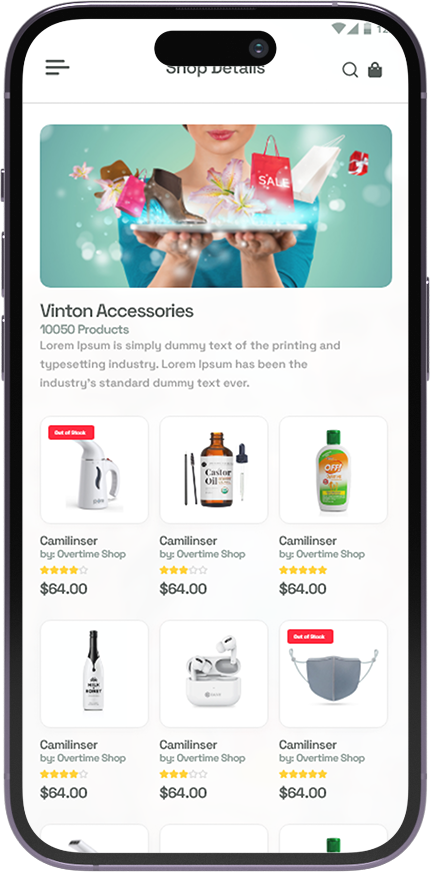 Shop Details
SALE
Vinton Accessories
10050 Products
Lorem Ipsum is simply dummy text of the printing and
typesetting industry. Lorem Ipsum has been the
industry's standard dummy text ever.
Out of Stock
Castor
Oil
OFF!
Camilinser
by: Overtime Shop
$64.00
Camilinser
by: Overtime Shop
$64.00
Camilinser
by: Overtime Shop
$64.00
MILK
HONEY
Out of Stock
Camilinser
by: Overtime Shop
$64.00
Camilinser
by: Overtime Shop
$64.00
Camilinser
by: Overtime Shop
$64.00